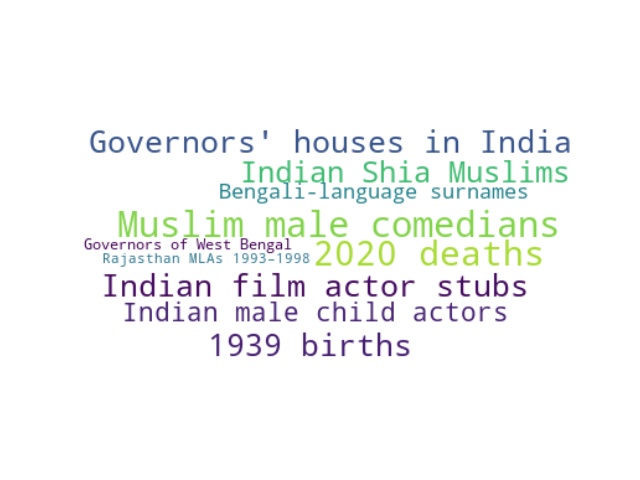 Governors' houses in India
Indian Shia Muslims
Bengali-language surnames
Muslim male comedians
Governors of West Bengal
2020 deaths
Rajasthan MLAs 1993–1998
Indian film actor stubs
Indian male child actors
1939 births